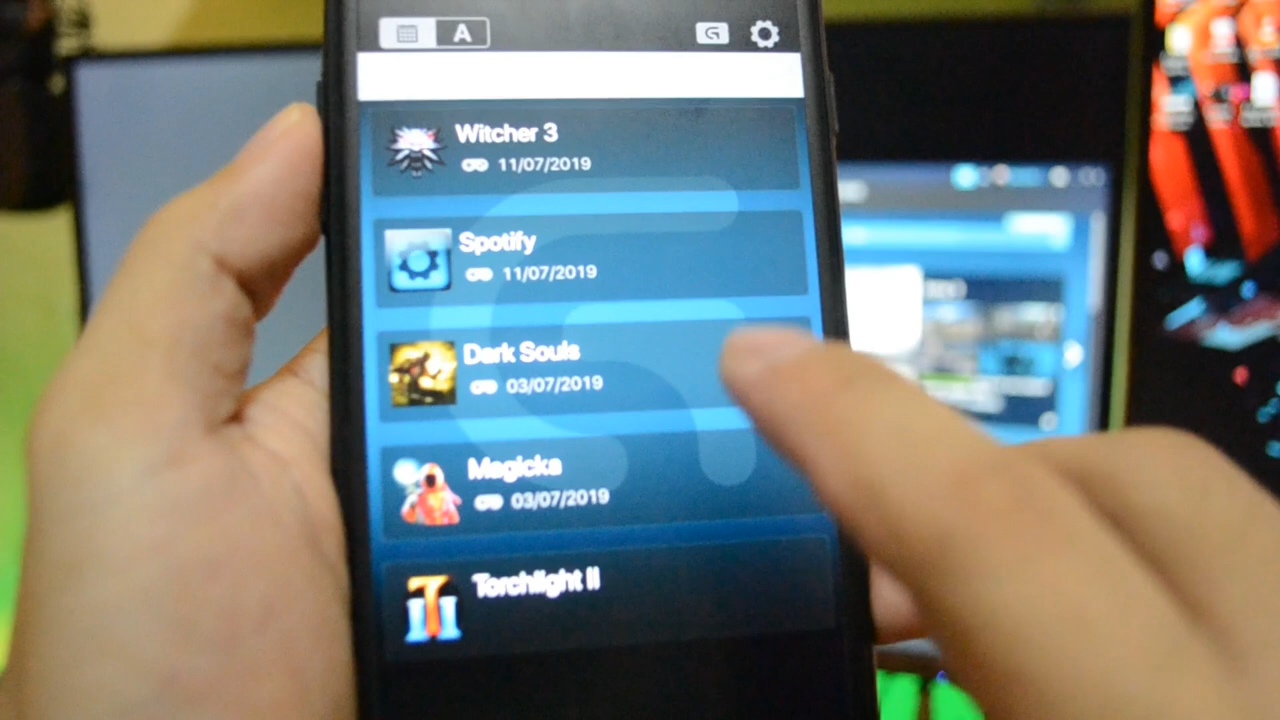 A
Witcher 3
11/07/2019
Spotify
11/07/2019
Dark Souls
03/07/2019
Magicka
03/07/2019
Torchlight II